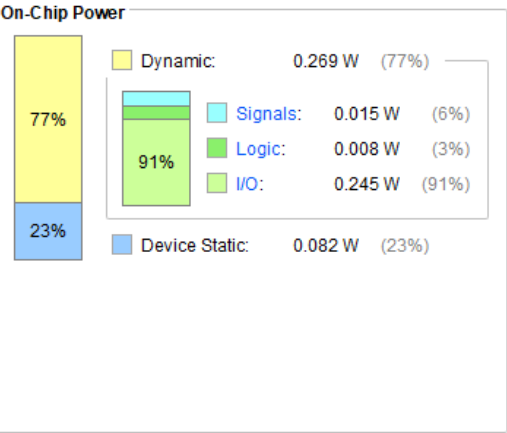 On-Chip Power
Dynamic: 0.269 W (77%)
77%
Signals: 0.015 W (6%)
Logic: 0.008 W (3%)
91%
I/O: 0.245 W (91%)
23%
Device Static: 0.082 W (23%)